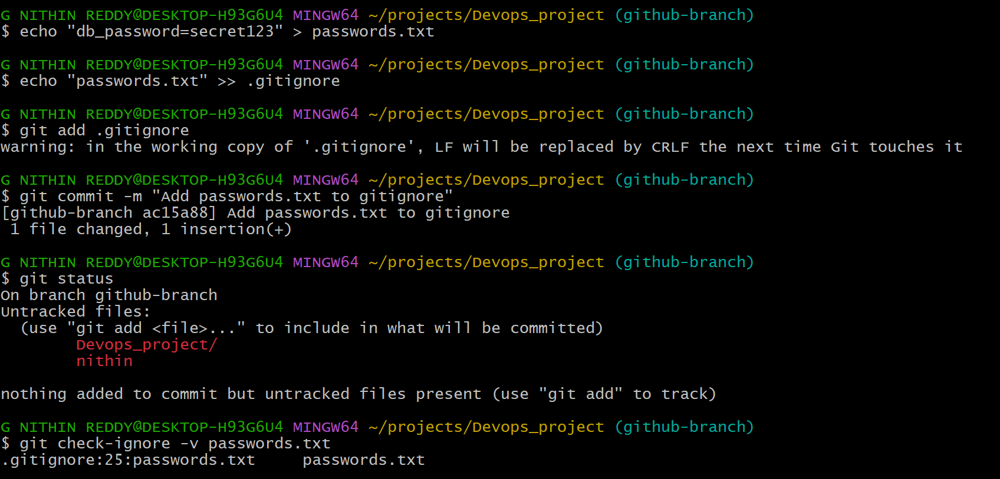 G NITHIN REDDY@DESKTOP-H93G6U4 MINGW64 ~/projects/Devops_project (github-branch)
$ echo "db_password=secret123" > passwords.txt
G NITHIN REDDY@DESKTOP-H93G6U4 MINGW64 ~/projects/Devops_project (github-branch)
$ echo "passwords.txt" >> .gitignore
G NITHIN REDDY@DESKTOP-H93G6U4 MINGW64 ~/projects/Devops_project (github-branch)
$ git add .gitignore
warning: in the working copy of '.gitignore', LF will be replaced by CRLF the next time Git touches it
G NITHIN REDDY@DESKTOP-H93G6U4 MINGW64 ~/projects/Devops_project (github-branch)
$ git commit -m "Add passwords.txt to gitignore"
[github-branch ac15a88] Add passwords.txt to gitignore
 1 file changed, 1 insertion(+)
G NITHIN REDDY@DESKTOP-H93G6U4 MINGW64 ~/projects/Devops_project (github-branch)
$ git status
On branch github-branch
Untracked files:
  (use "git add <file>..." to include in what will be committed)
        Devops_project/
        nithin
nothing added to commit but untracked files present (use "git add" to track)
G NITHIN REDDY@DESKTOP-H93G6U4 MINGW64 ~/projects/Devops_project (github-branch)
$ git check-ignore -v passwords.txt
.gitignore:25:passwords.txt     passwords.txt